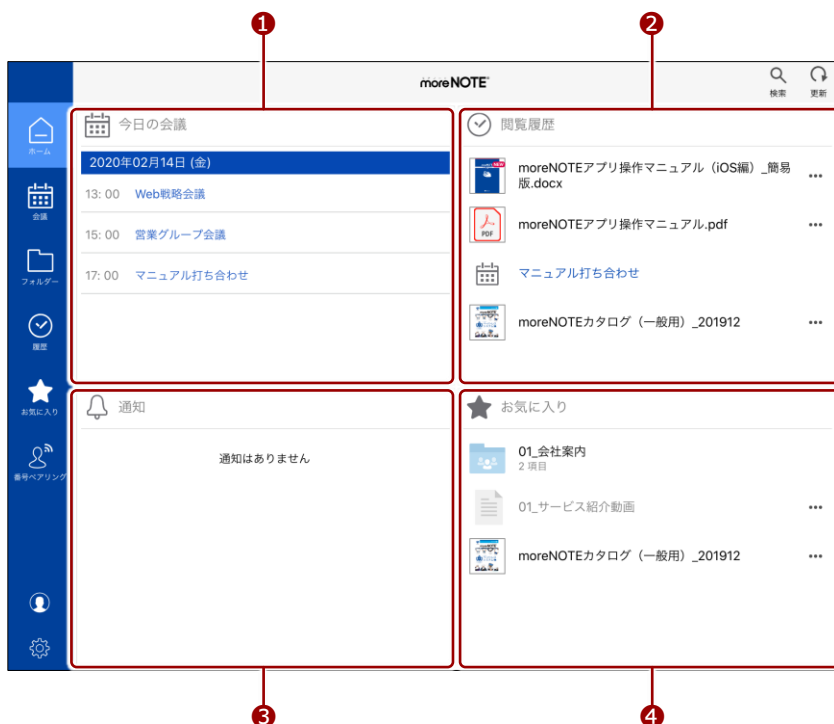 ❶
❷
moreNOTE
検索
更新
ホーム
会議
フォルダー
履歴
お気に入り
番号ペアリング
今日の会議
2020年02月14日 (金)
13: 00 Web戦略会議
15: 00 営業グループ会議
17: 00 マニュアル打ち合わせ
閲覧履歴
NEW
moreNOTEアプリ操作マニュアル（iOS編）_簡易
版.docx
PDF
moreNOTEアプリ操作マニュアル.pdf
マニュアル打ち合わせ
moreNOTEカタログ（一般用）_201912
通知
通知はありません
お気に入り
01_会社案内
2 項目
01_サービス紹介動画
moreNOTEカタログ（一般用）_201912
❸
❹